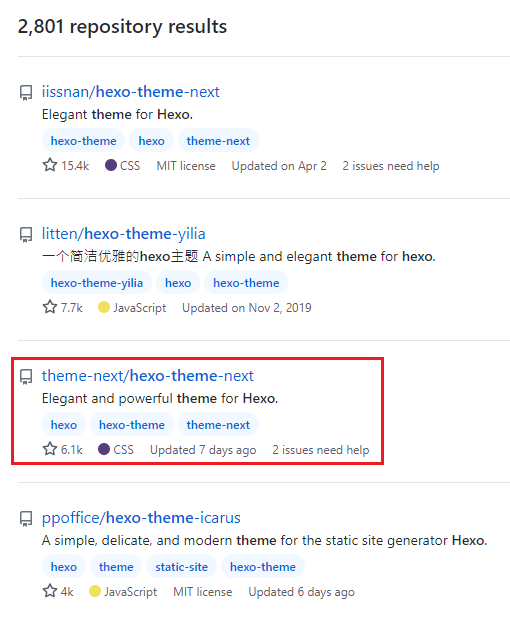 2,801 repository results
iissnan/hexo-theme-next
Elegant theme for Hexo.
hexo-theme hexo theme-next
15.4k CSS MIT license Updated on Apr 2 2 issues need help
litten/hexo-theme-yilia
一个简洁优雅的hexo主题 A simple and elegant theme for hexo.
hexo-theme-yilia hexo hexo-theme
7.7k JavaScript Updated on Nov 2, 2019
theme-next/hexo-theme-next
Elegant and powerful theme for Hexo.
hexo hexo-theme theme-next
6.1k CSS Updated 7 days ago 2 issues need help
ppoffice/hexo-theme-icarus
A simple, delicate, and modern theme for the static site generator Hexo.
hexo theme static-site hexo-theme
4k JavaScript MIT license Updated 6 days ago